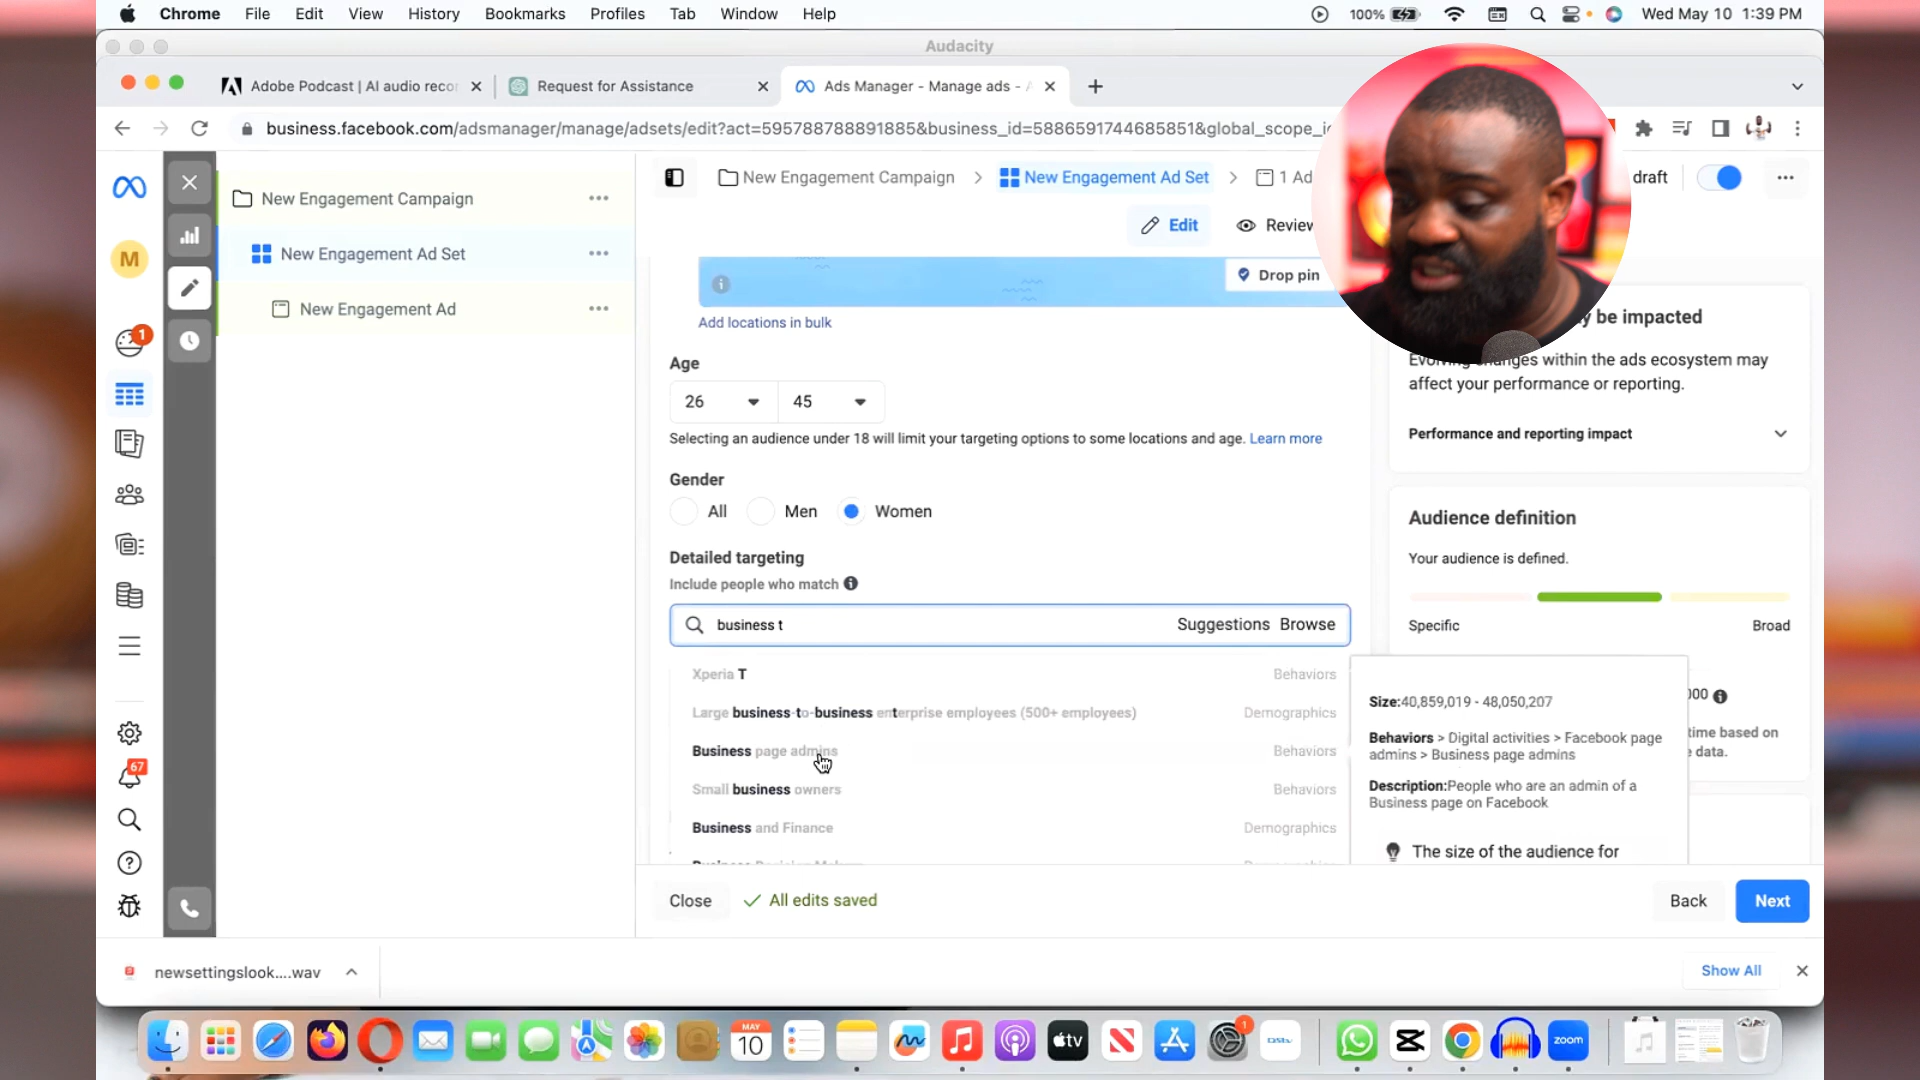 Chrome File Edit View History Bookmarks Profiles Tab Window Help 100% Wed May 10 1:39 PM
Audacity
Adobe Podcast | AI audio recor Request for Assistance Ads Manager - Manage ads -
business.facebook.com/adsmanager/manage/adsets/edit?act=595788788891885&business_id=5886591744685851&global_scope_
New Engagement Campaign New Engagement Ad Set 1 Ad draft
Edit Review
M
New Engagement Campaign
New Engagement Ad Set
New Engagement Ad
1
67
Drop pin
Add locations in bulk
Age
26 45
Selecting an audience under 18 will limit your targeting options to some locations and age. Learn more
Gender
All Men Women
Detailed targeting
Include people who match
business t Suggestions Browse
Xperia T Behaviors
Large business-to-business enterprise employees (500+ employees) Demographics
Business page admins Behaviors
Small business owners Behaviors
Business and Finance Demographics
be impacted
changes within the ads ecosystem may
affect your performance or reporting.
Performance and reporting impact
Audience definition
Your audience is defined.
Specific Broad
Size:40,859,019 - 48,050,207
Behaviors > Digital activities > Facebook page
admins > Business page admins
Description:People who are an admin of a
Business page on Facebook
The size of the audience for
time based on
data.
Close All edits saved Back Next
newsettingslook....wav Show All
MAY
10
tv
1
DStv
zoom